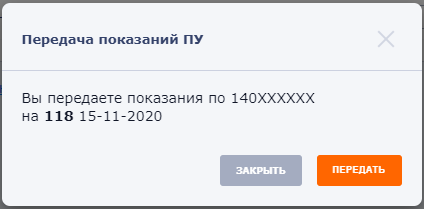 Передача показаний ПУ
Вы передаете показания по 140XXXXXX
на 118 15-11-2020
ЗАКРЫТЬ
ПЕРЕДАТЬ